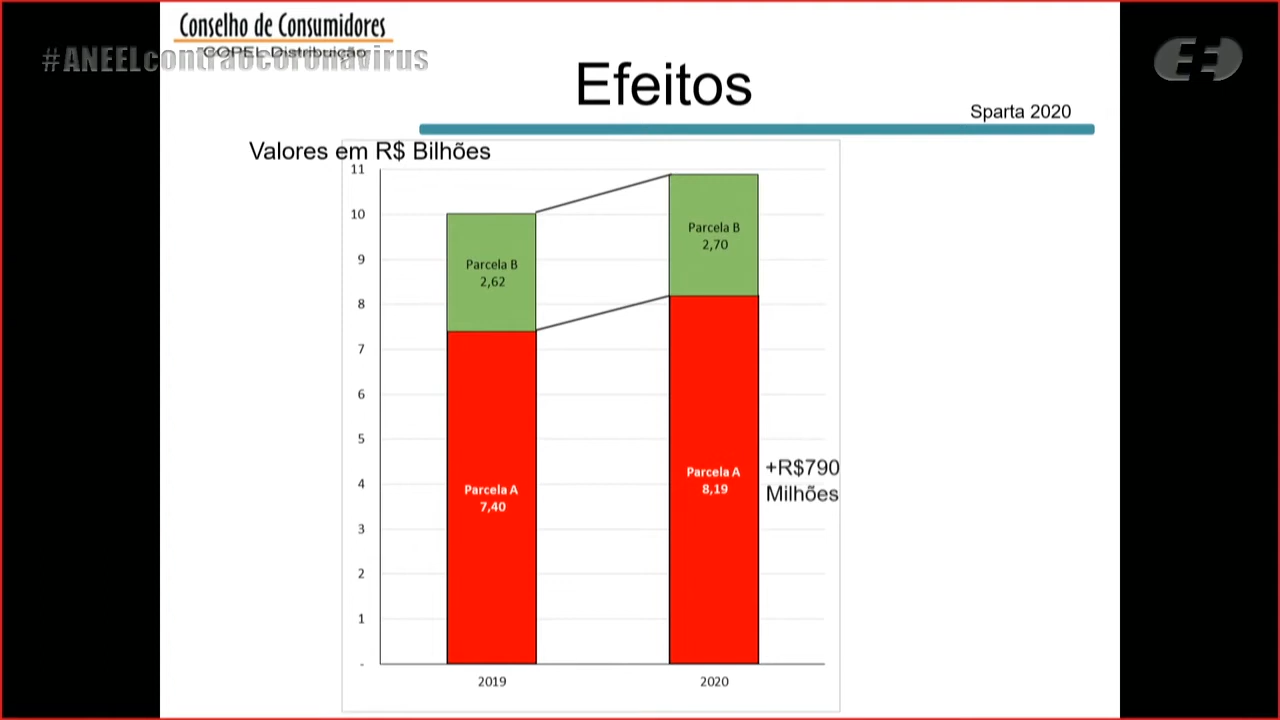 Conselho de Consumidores
COPEL Distribuição
#ANEELcontraocoronavirus
Efeitos
Sparta 2020
Valores em R$ Bilhões
11
10
9
8
7
6
5
4
3
2
1
-
Parcela B
2,62
Parcela A
7,40
Parcela B
2,70
Parcela A
8,19
+R$790
Milhões
2019
2020